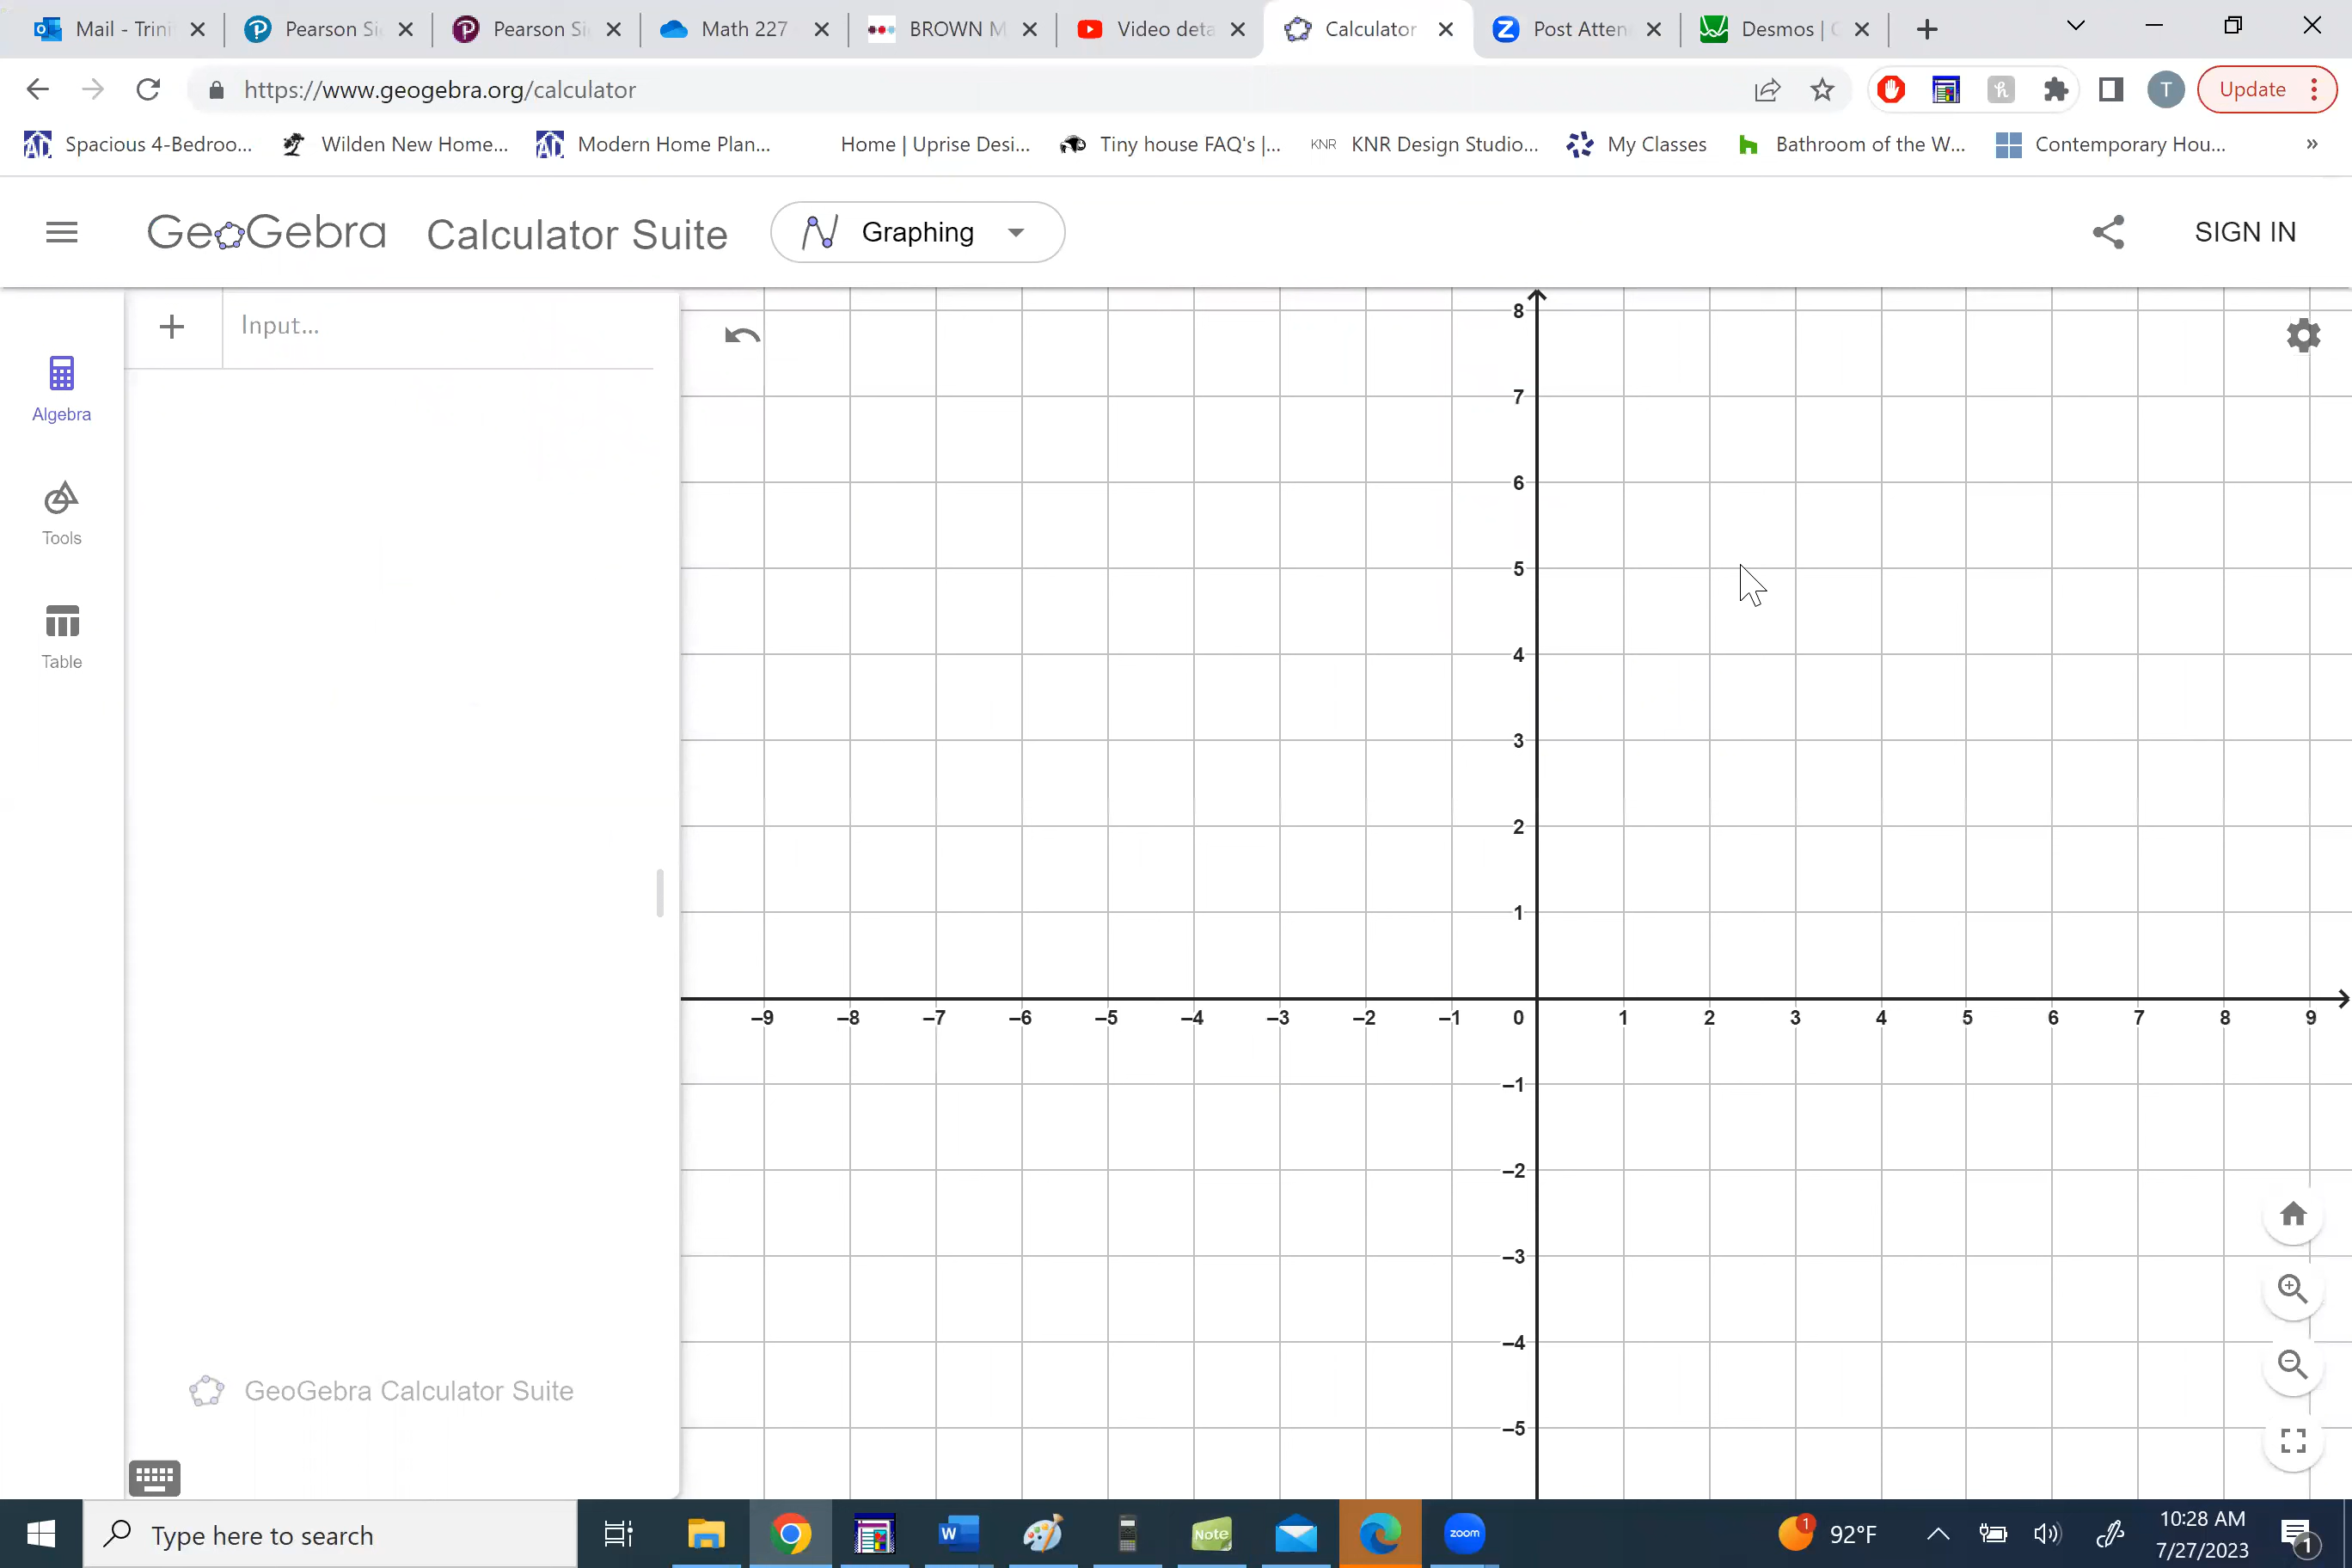 Mail - Trini
Pearson Si
Pearson Si
Math 227
BROWN M
Video deta
Calculator
Post Atten
Desmos | C
https://www.geogebra.org/calculator
T
Update
Spacious 4-Bedroo...
Wilden New Home...
Modern Home Plan...
Home | Uprise Desi...
Tiny house FAQ's |...
KNR
KNR Design Studio...
My Classes
Bathroom of the W...
Contemporary Hou...
»
GeoGebra
Calculator Suite
Graphing
SIGN IN
Input...
Algebra
Tools
Table
8
7
6
5
4
3
2
1
–9 –8 –7 –6 –5 –4 –3 –2 –1 0 1 2 3 4 5 6 7 8 9
–1
–2
–3
–4
–5
GeoGebra Calculator Suite
Type here to search
W
Note
zoom
1
92°F
10:28 AM
7/27/2023
1